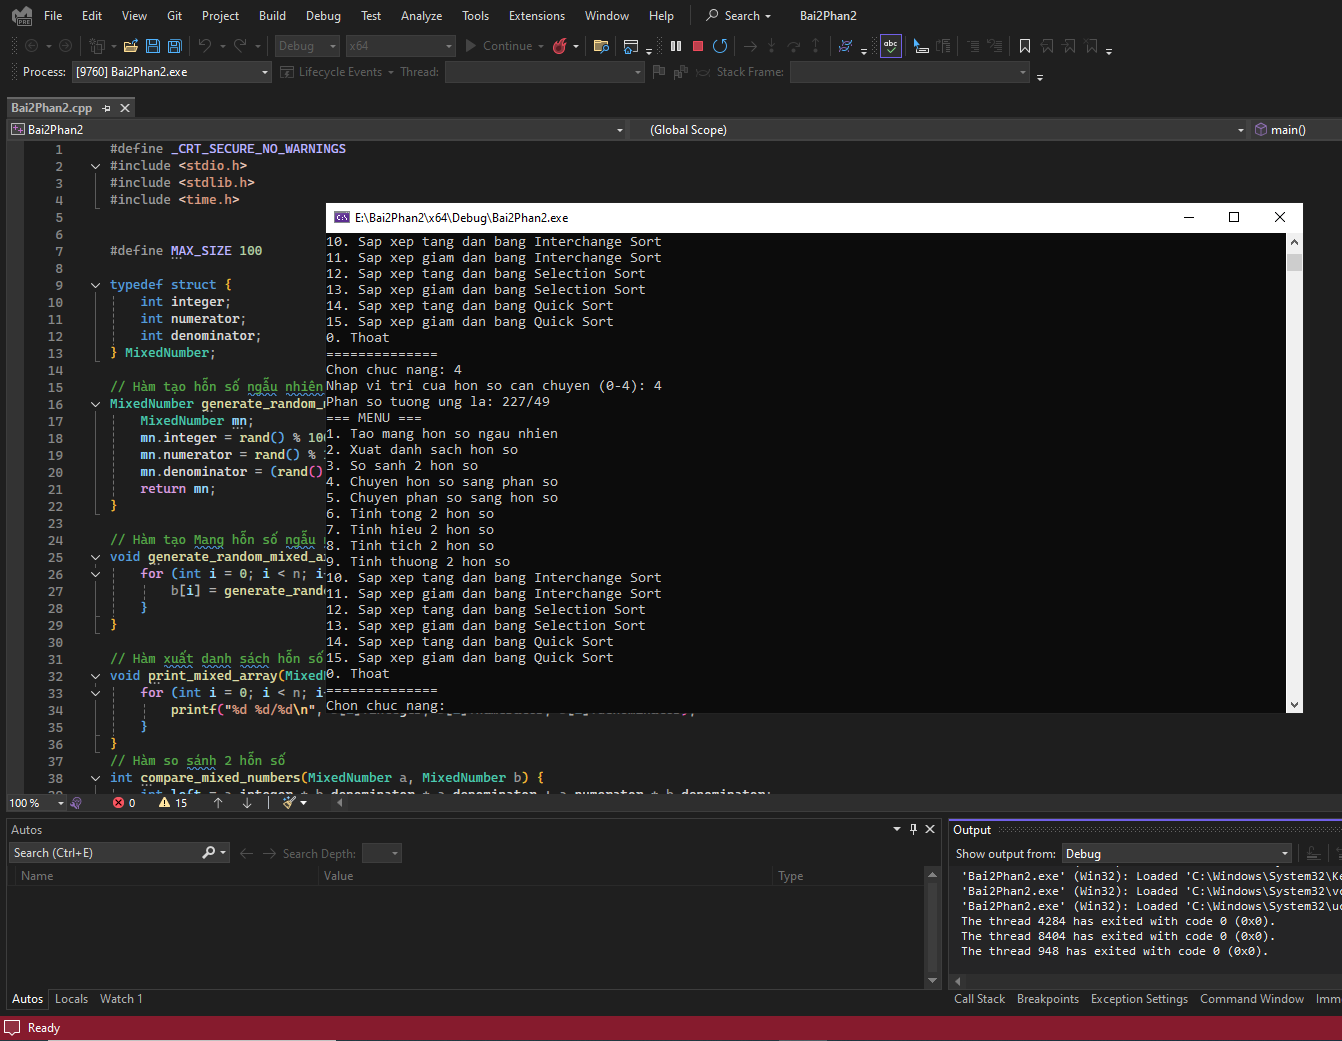 File Edit View Git Project Build Debug Test Analyze Tools Extensions Window Help Search Bai2Phan2
PRE
Debug x64 Continue abc
Process: [9760] Bai2Phan2.exe Lifecycle Events Thread: Stack Frame:
Bai2Phan2.cpp
Bai2Phan2 (Global Scope) main()
1 #define _CRT_SECURE_NO_WARNINGS
2 #include <stdio.h>
3 #include <stdlib.h>
4 #include <time.h>
5
6
7 #define MAX_SIZE 100
8
9 typedef struct {
10 int integer;
11 int numerator;
12 int denominator;
13 } MixedNumber;
14
15 // Hàm tạo hỗn số ngẫu nhiên
16 MixedNumber generate_random_
17 MixedNumber mn;
18 mn.integer = rand() % 10
19 mn.numerator = rand() %
20 mn.denominator = (rand()
21 return mn;
22 }
23
24 // Hàm tạo Mang hỗn số ngẫu
25 void generate_random_mixed_a
26 for (int i = 0; i < n; i
27 b[i] = generate_rand
28 }
29 }
30
31 // Hàm xuất danh sách hỗn số
32 void print_mixed_array(Mixed
33 for (int i = 0; i < n; i
34 printf("%d %d/%d\n",
35 }
36 }
37 // Hàm so sánh 2 hỗn số
38 int compare_mixed_numbers(MixedNumber a, MixedNumber b) {
E:\Bai2Phan2\x64\Debug\Bai2Phan2.exe
10. Sap xep tang dan bang Interchange Sort
11. Sap xep giam dan bang Interchange Sort
12. Sap xep tang dan bang Selection Sort
13. Sap xep giam dan bang Selection Sort
14. Sap xep tang dan bang Quick Sort
15. Sap xep giam dan bang Quick Sort
0. Thoat
==============
Chon chuc nang: 4
Nhap vi tri cua hon so can chuyen (0-4): 4
Phan so tuong ung la: 227/49
=== MENU ===
1. Tao mang hon so ngau nhien
2. Xuat danh sach hon so
3. So sanh 2 hon so
4. Chuyen hon so sang phan so
5. Chuyen phan so sang hon so
6. Tinh tong 2 hon so
7. Tinh hieu 2 hon so
8. Tinh tich 2 hon so
9. Tinh thuong 2 hon so
10. Sap xep tang dan bang Interchange Sort
11. Sap xep giam dan bang Interchange Sort
12. Sap xep tang dan bang Selection Sort
13. Sap xep giam dan bang Selection Sort
14. Sap xep tang dan bang Quick Sort
15. Sap xep giam dan bang Quick Sort
0. Thoat
==============
Chon chuc nang:
100 % 0 15
Autos
Search (Ctrl+E) Search Depth:
Name Value Type
Autos Locals Watch 1
Output
Show output from: Debug
'Bai2Phan2.exe' (Win32): Loaded 'C:\Windows\System32\Ke
'Bai2Phan2.exe' (Win32): Loaded 'C:\Windows\System32\vc
'Bai2Phan2.exe' (Win32): Loaded 'C:\Windows\System32\uc
The thread 4284 has exited with code 0 (0x0).
The thread 8404 has exited with code 0 (0x0).
The thread 948 has exited with code 0 (0x0).
Call Stack Breakpoints Exception Settings Command Window Imm
Ready